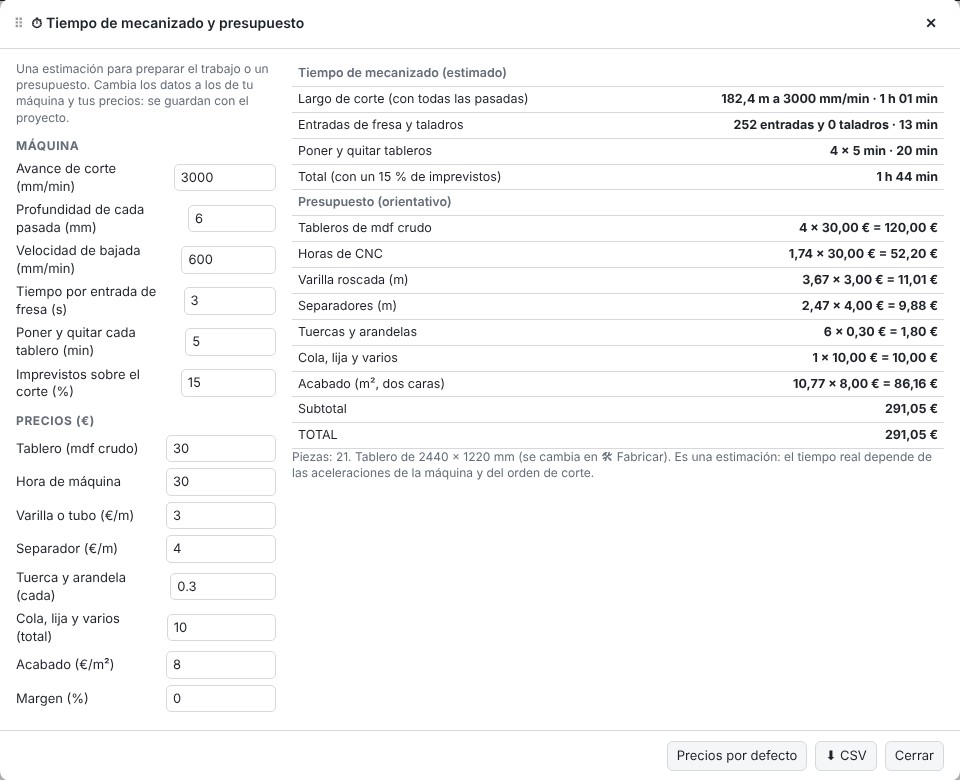 ⠿ ⏱ Tiempo de mecanizado y presupuesto ✕
Una estimación para preparar el trabajo o un
presupuesto. Cambia los datos a los de tu
máquina y tus precios: se guardan con el
proyecto.
MÁQUINA
Avance de corte
(mm/min)
3000
Profundidad de cada
pasada (mm)
6
Velocidad de bajada
(mm/min)
600
Tiempo por entrada de
fresa (s)
3
Poner y quitar cada
tablero (min)
5
Imprevistos sobre el
corte (%)
15
PRECIOS (€)
Tablero (mdf crudo) 30
Hora de máquina 30
Varilla o tubo (€/m) 3
Separador (€/m) 4
Tuerca y arandela
(cada)
0.3
Cola, lija y varios
(total)
10
Acabado (€/m²) 8
Margen (%) 0
Tiempo de mecanizado (estimado)
Largo de corte (con todas las pasadas) 182,4 m a 3000 mm/min · 1 h 01 min
Entradas de fresa y taladros 252 entradas y 0 taladros · 13 min
Poner y quitar tableros 4 × 5 min · 20 min
Total (con un 15 % de imprevistos) 1 h 44 min
Presupuesto (orientativo)
Tableros de mdf crudo 4 × 30,00 € = 120,00 €
Horas de CNC 1,74 × 30,00 € = 52,20 €
Varilla roscada (m) 3,67 × 3,00 € = 11,01 €
Separadores (m) 2,47 × 4,00 € = 9,88 €
Tuercas y arandelas 6 × 0,30 € = 1,80 €
Cola, lija y varios 1 × 10,00 € = 10,00 €
Acabado (m², dos caras) 10,77 × 8,00 € = 86,16 €
Subtotal 291,05 €
TOTAL 291,05 €
Piezas: 21. Tablero de 2440 × 1220 mm (se cambia en 🛠 Fabricar). Es una estimación: el tiempo real depende de
las aceleraciones de la máquina y del orden de corte.
Precios por defecto ⬇ CSV Cerrar